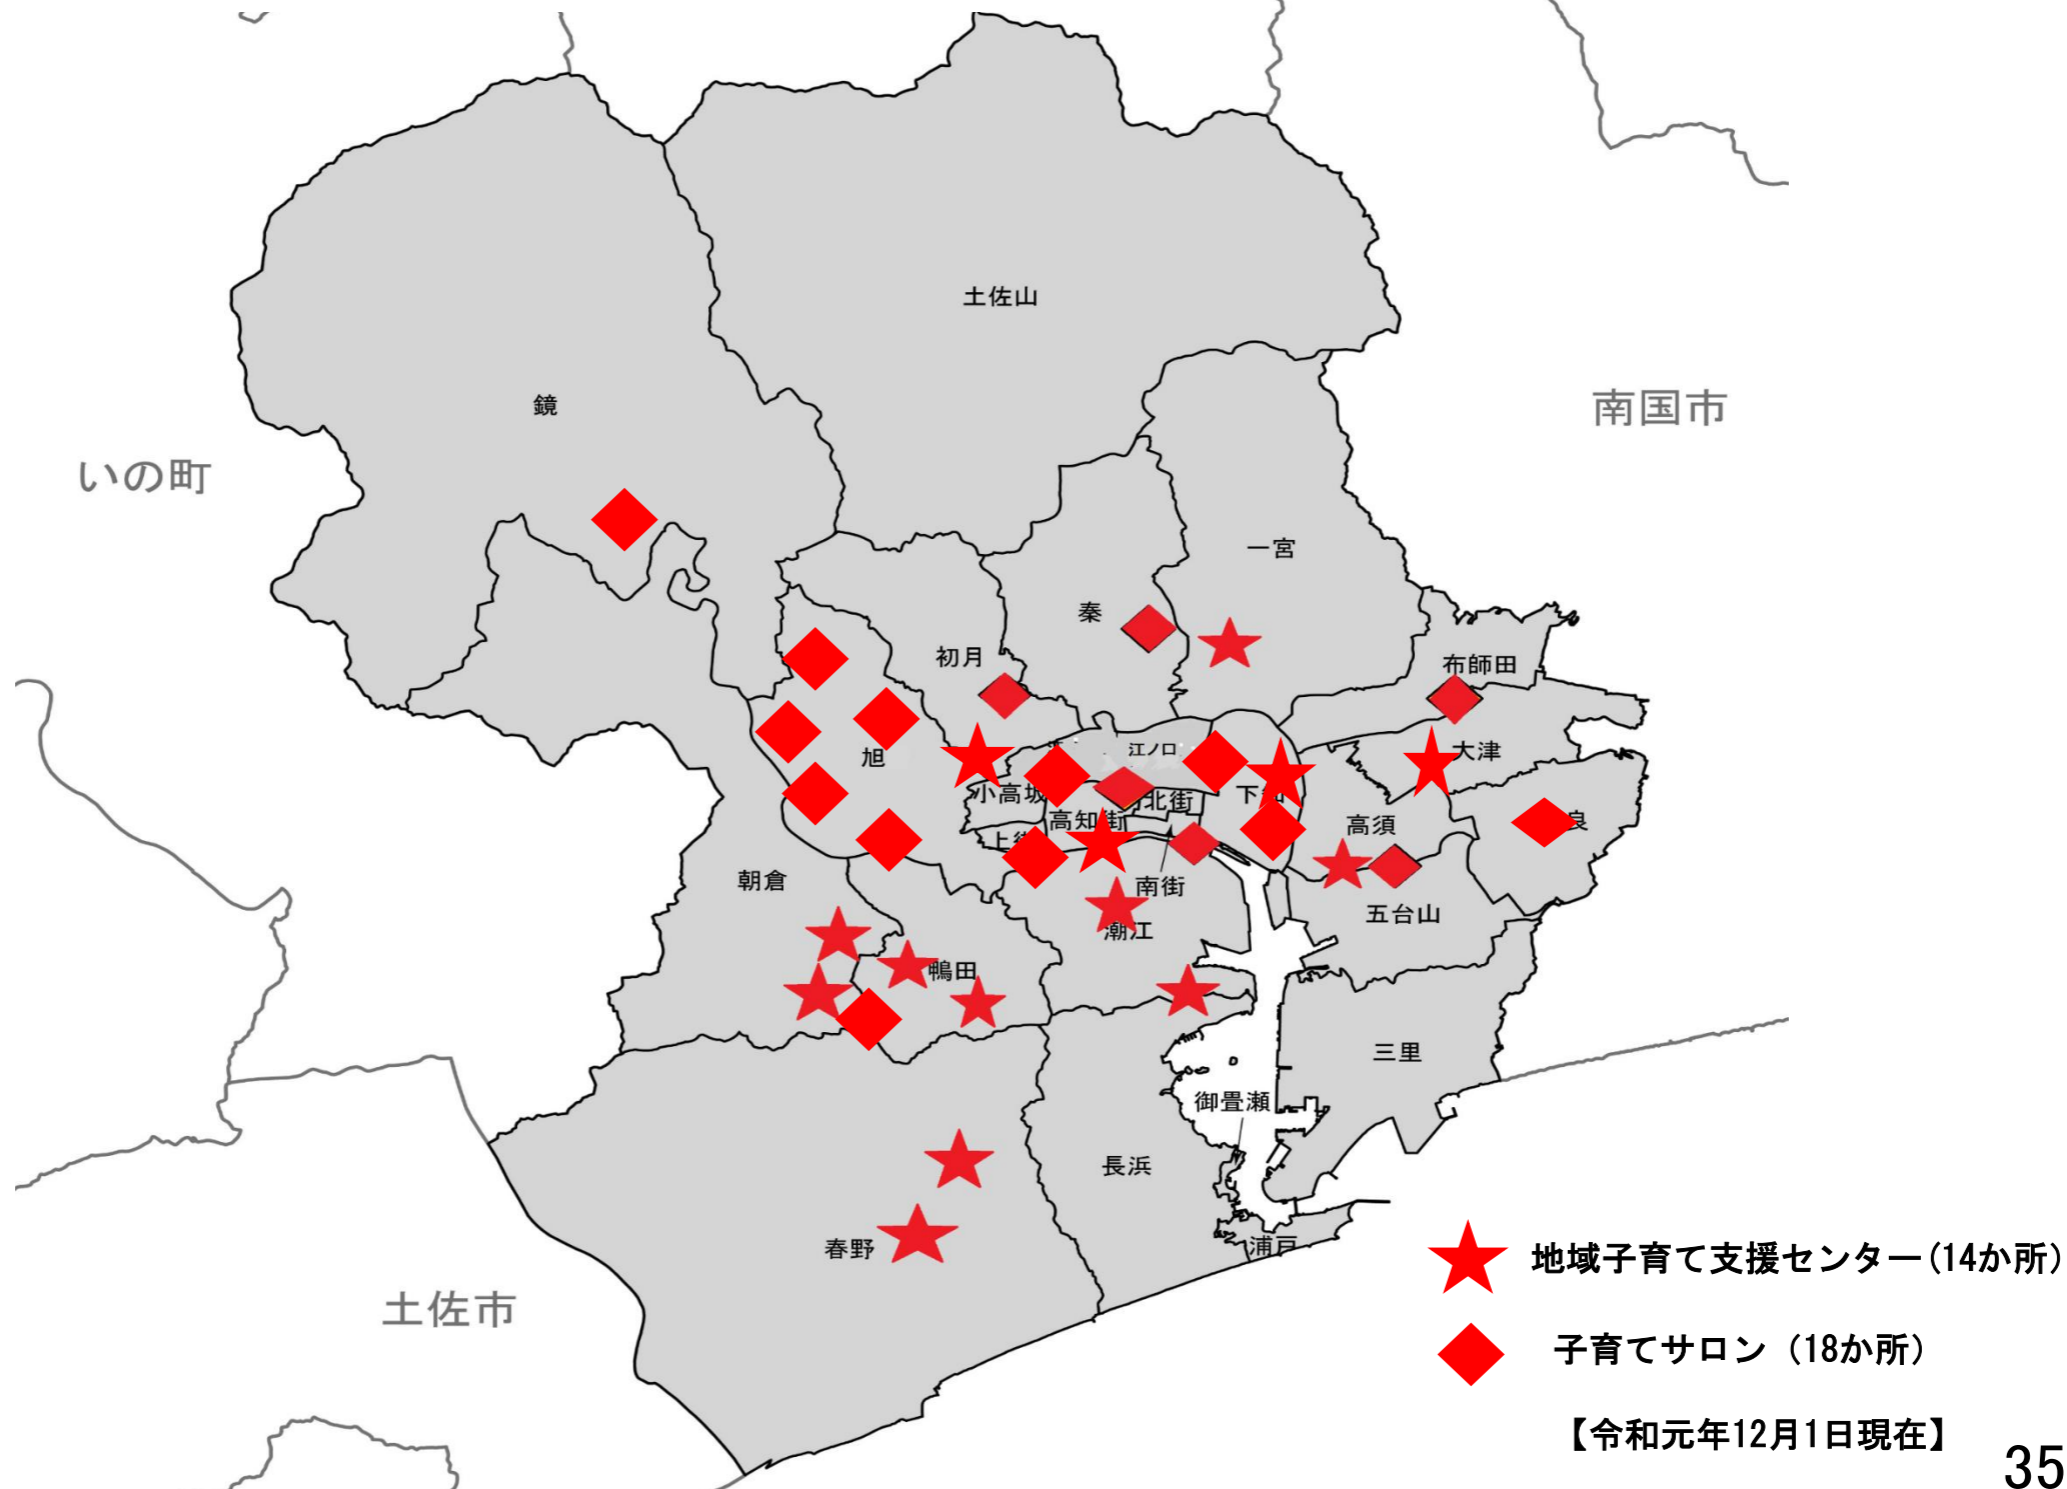 土佐山
鏡
南国市
いの町
一宮
秦
初月
布師田
江ノ口
大津
旭
小高坂
北街
下知
高知街
高須
良
上街
朝倉
南街
五台山
潮江
鴨田
三里
御畳瀬
長浜
春野
浦戸
土佐市
地域子育て支援センター(14か所)
子育てサロン（18か所）
【令和元年12月1日現在】
35